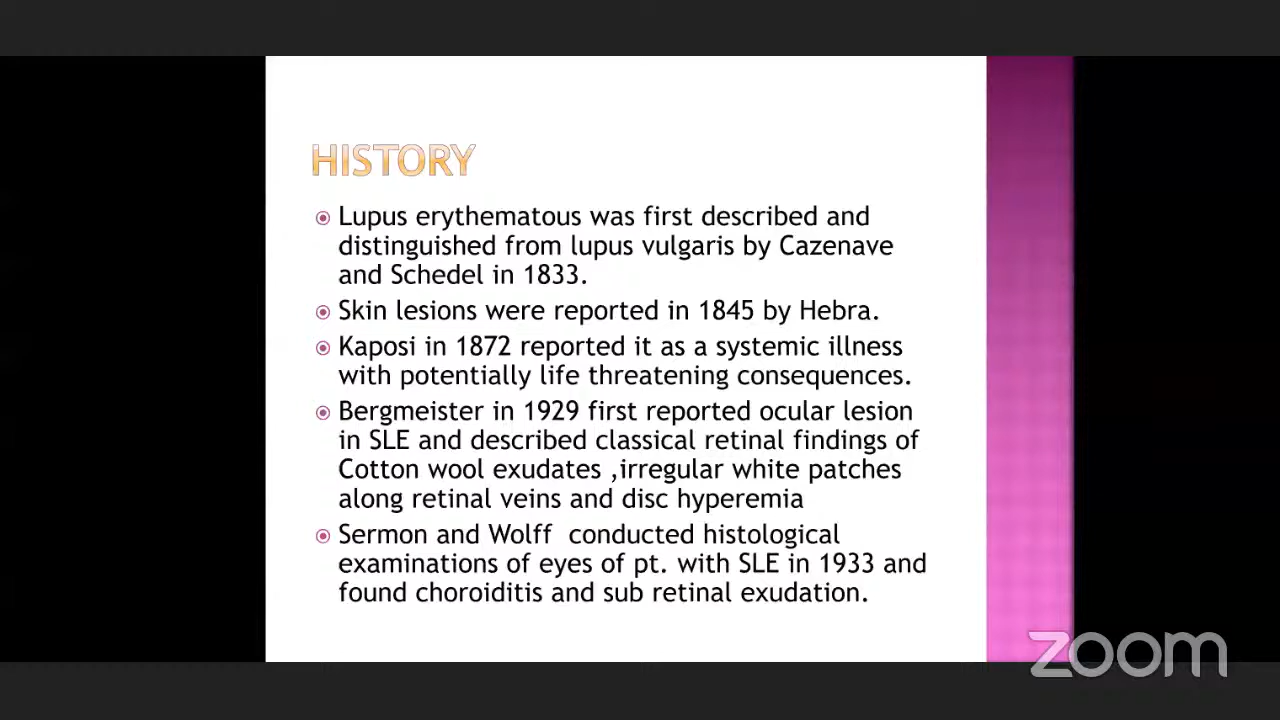 HISTORY
Lupus erythematous was first described and
distinguished from lupus vulgaris by Cazenave
and Schedel in 1833.
Skin lesions were reported in 1845 by Hebra.
Kaposi in 1872 reported it as a systemic illness
with potentially life threatening consequences.
Bergmeister in 1929 first reported ocular lesion
in SLE and described classical retinal findings of
Cotton wool exudates ,irregular white patches
along retinal veins and disc hyperemia
Sermon and Wolff  conducted histological
examinations of eyes of pt. with SLE in 1933 and
found choroiditis and sub retinal exudation.
zoom